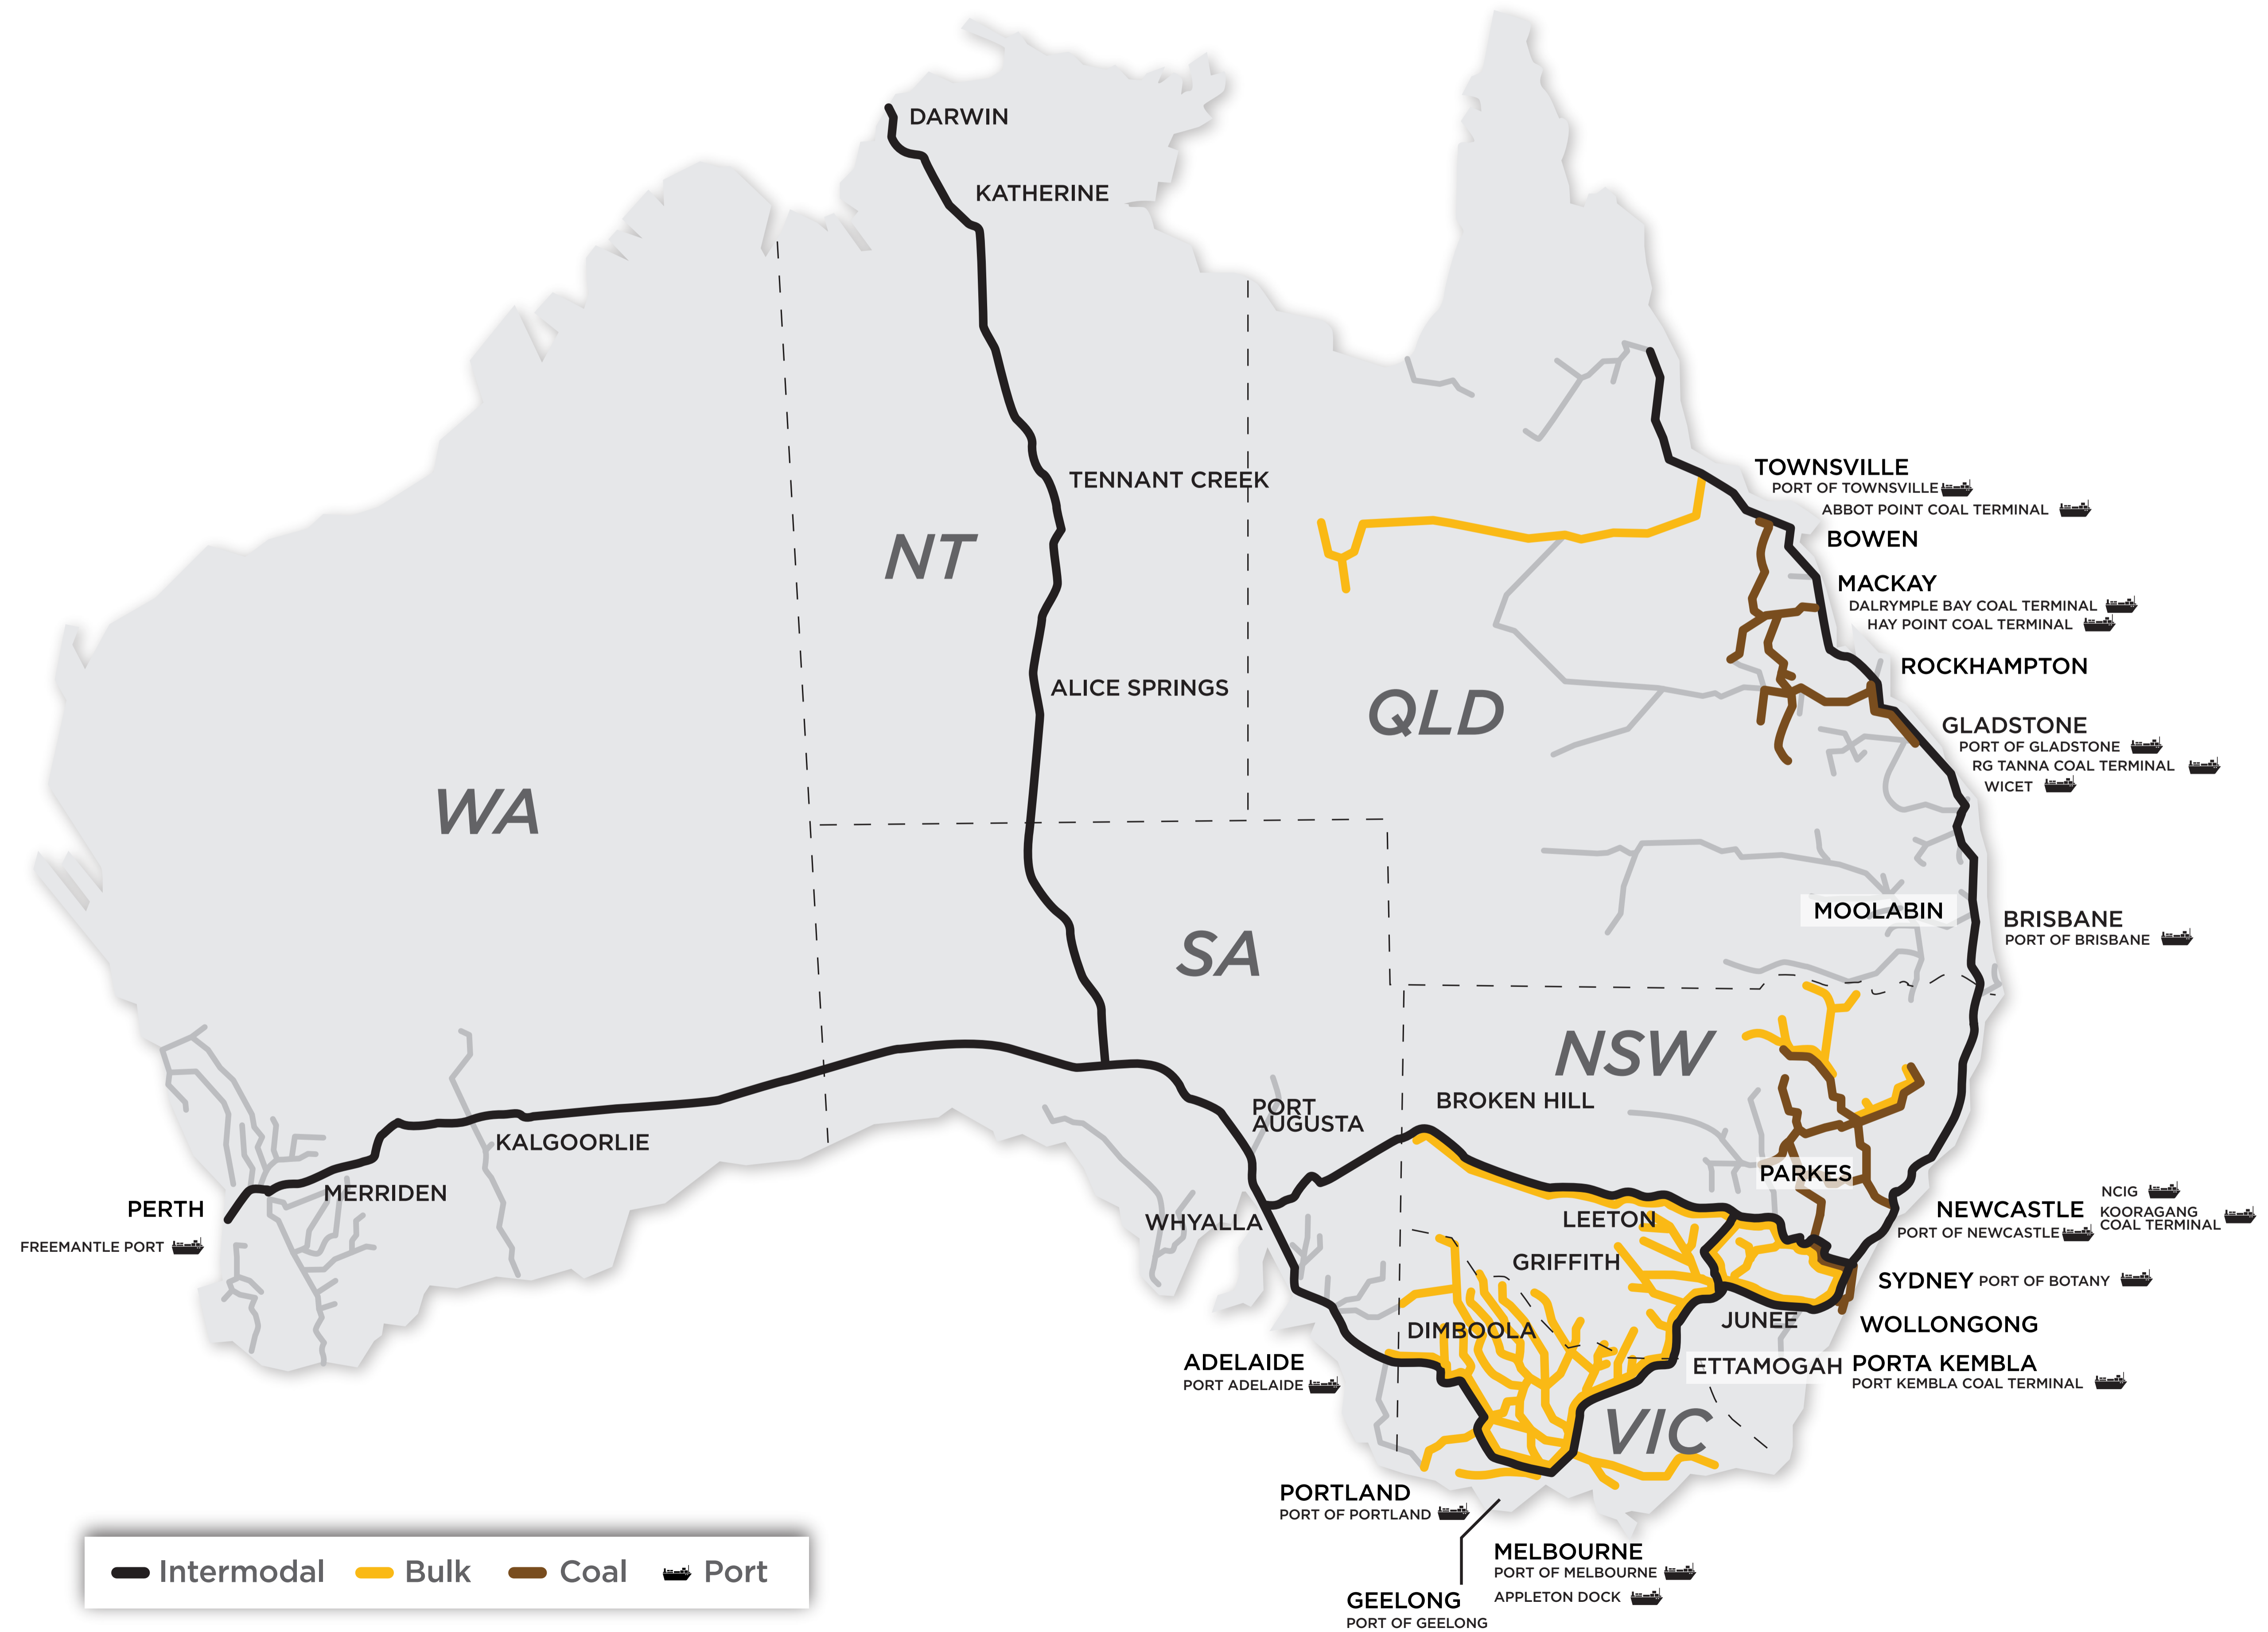 DARWIN
KATHERINE
TENNANT CREEK
NT
ALICE SPRINGS
WA
SA
QLD
TOWNSVILLE
PORT OF TOWNSVILLE
ABBOT POINT COAL TERMINAL
BOWEN
MACKAY
DALRYMPLE BAY COAL TERMINAL
HAY POINT COAL TERMINAL
ROCKHAMPTON
GLADSTONE
PORT OF GLADSTONE
RG TANNA COAL TERMINAL
WICET
MOOLABIN
BRISBANE
PORT OF BRISBANE
NSW
BROKEN HILL
PORT
AUGUSTA
KALGOORLIE
MERRIDEN
PERTH
FREEMANTLE PORT
WHYALLA
PARKES
LEETON
GRIFFITH
NEWCASTLE
PORT OF NEWCASTLE
NCIG
KOORAGANG
COAL TERMINAL
SYDNEY PORT OF BOTANY
JUNEE
WOLLONGONG
DIMBOOLA
ETTAMOGAH
PORTA KEMBLA
PORT KEMBLA COAL TERMINAL
ADELAIDE
PORT ADELAIDE
VIC
PORTLAND
PORT OF PORTLAND
MELBOURNE
PORT OF MELBOURNE
APPLETON DOCK
GEELONG
PORT OF GEELONG
Intermodal
Bulk
Coal
Port